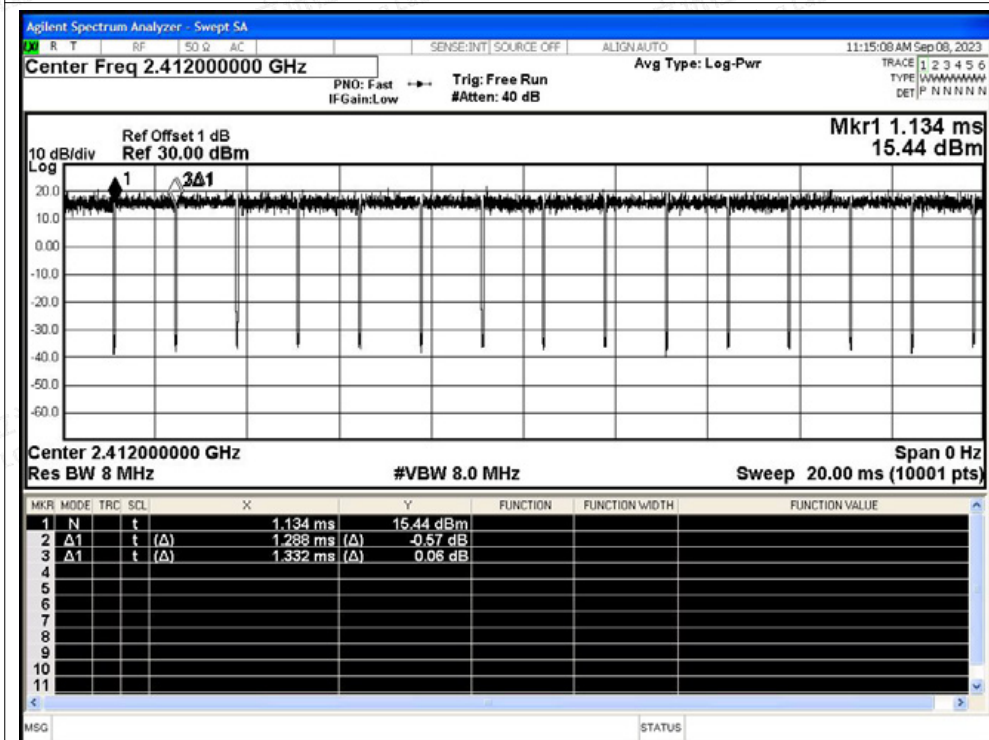 Agilent Spectrum Analyzer - Swept SA
R T RF 50 Ω AC SENSE:INT SOURCE OFF ALIGN AUTO 11:15:08 AM Sep 08, 2023
Center Freq 2.412000000 GHz Avg Type: Log-Pwr TRACE 1 2 3 4 5 6
PNO: Fast Trig: Free Run TYPE WWWWWW
IFGain:Low #Atten: 40 dB DET P N N N N N
Mkr1 1.134 ms
15.44 dBm
Ref Offset 1 dB
10 dB/div Ref 30.00 dBm
Log
1 3Δ1
20.0
10.0
0.00
-10.0
-20.0
-30.0
-40.0
-50.0
-60.0
Center 2.412000000 GHz Span 0 Hz
Res BW 8 MHz #VBW 8.0 MHz Sweep 20.00 ms (10001 pts)
MKR MODE TRC SCL X Y FUNCTION FUNCTION WIDTH FUNCTION VALUE
1 N t 1.134 ms 15.44 dBm
2 Δ1 t (Δ) 1.288 ms (Δ) -0.57 dB
3 Δ1 t (Δ) 1.332 ms (Δ) 0.06 dB
4
5
6
7
8
9
10
11
MSG STATUS